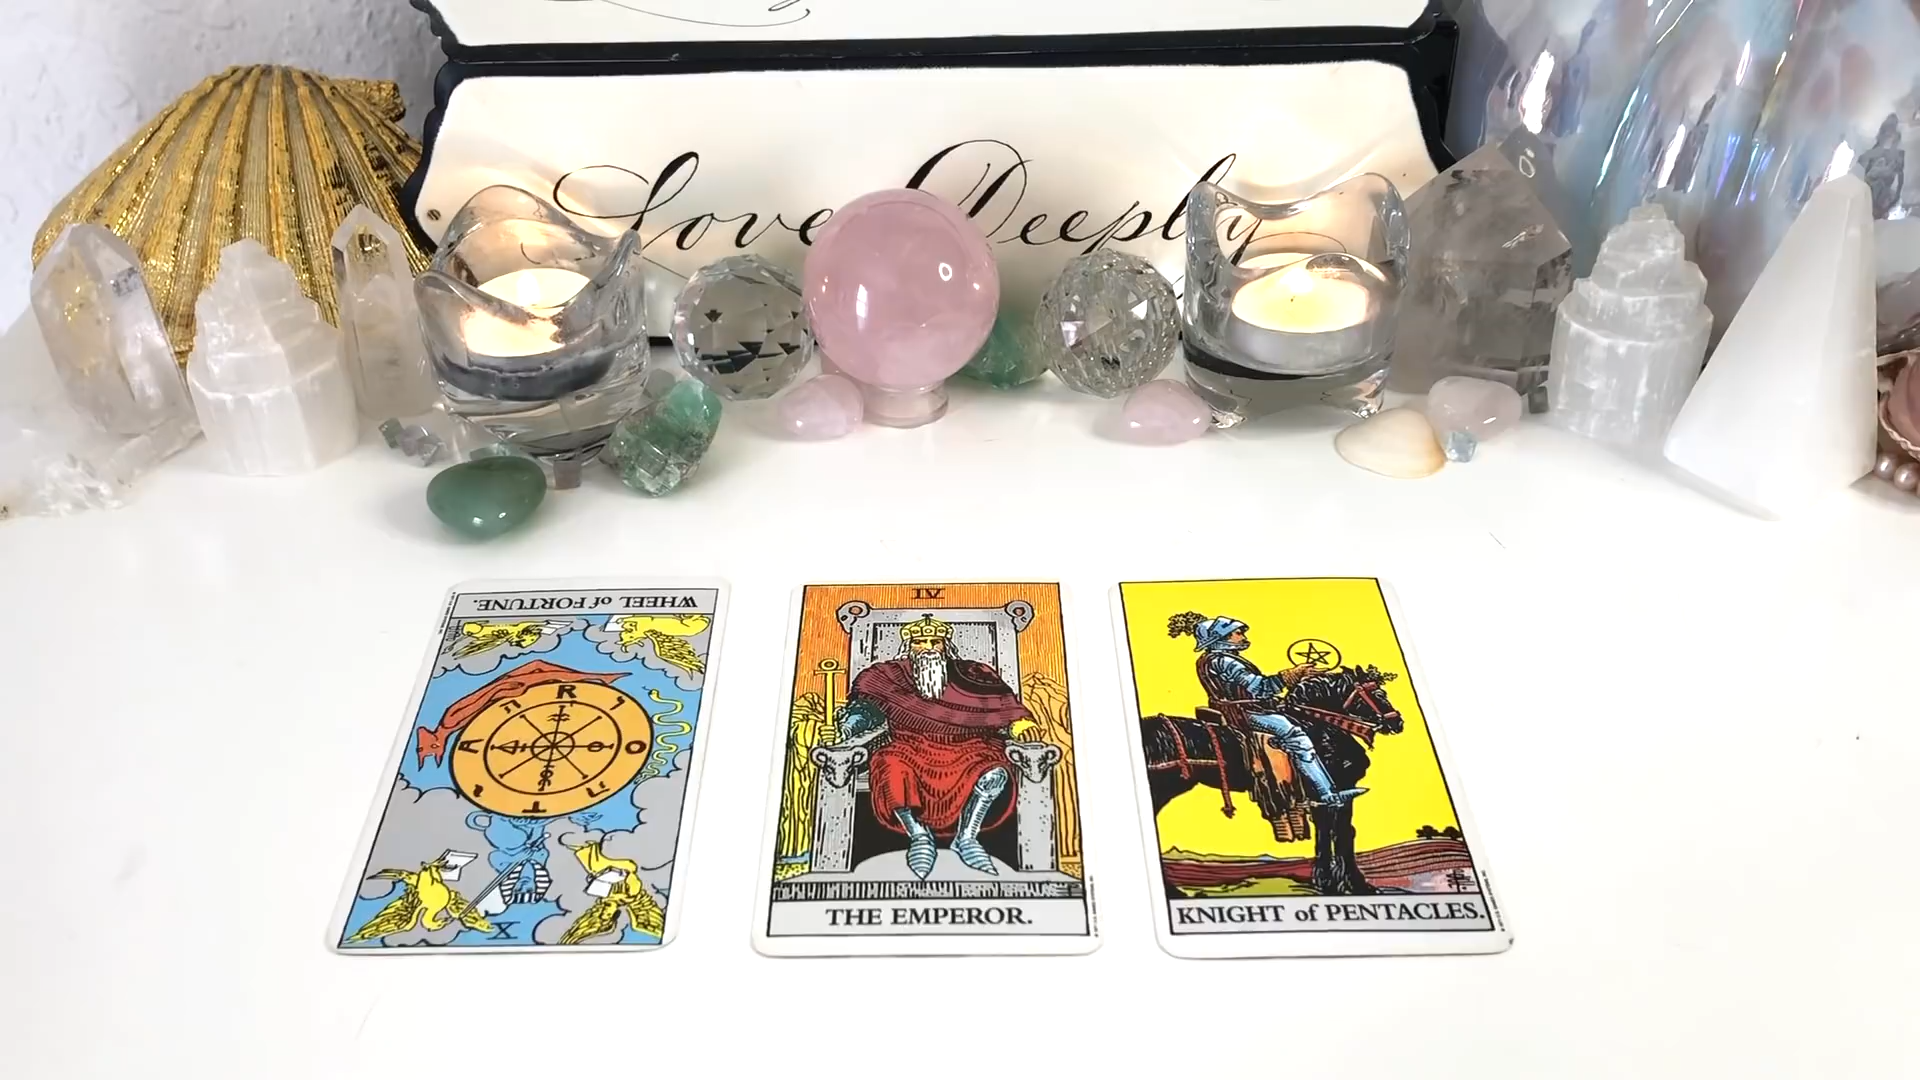 Love Deeply
WHEEL of FORTUNE.
R
O
T
A
X
IV
THE EMPEROR.
KNIGHT of PENTACLES.